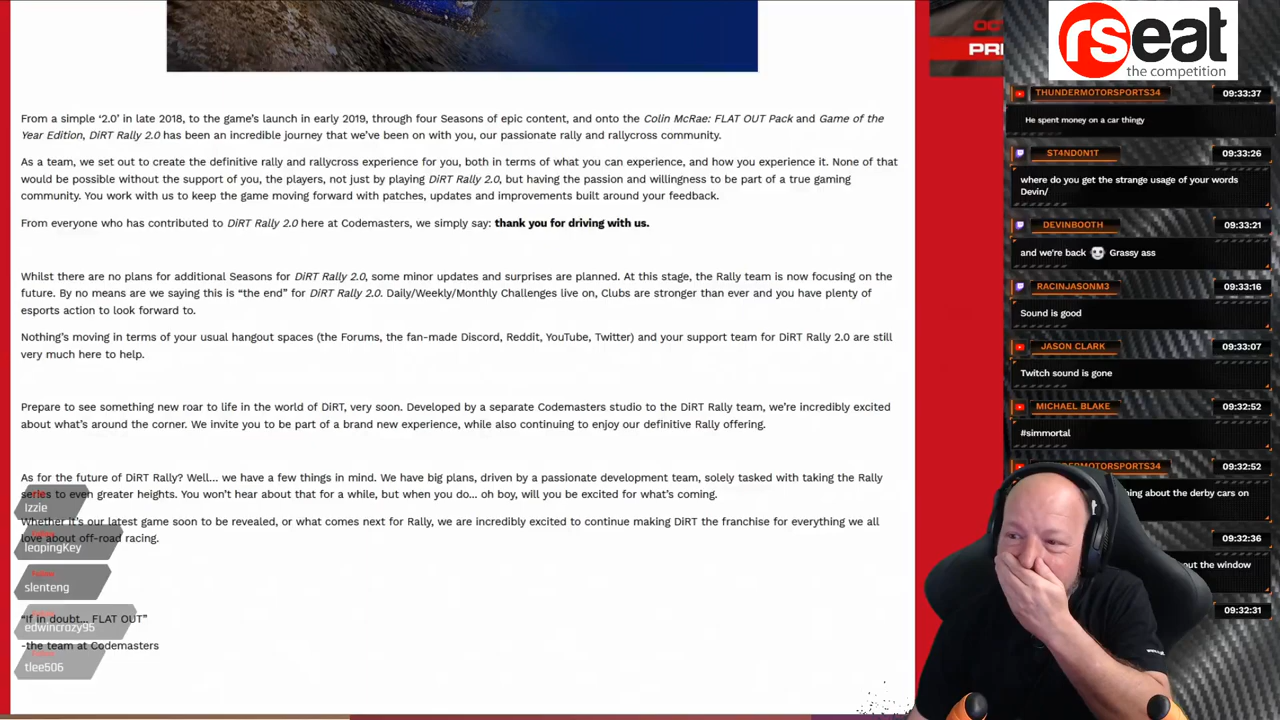 From a simple ‘2.0’ in late 2018, to the game’s launch in early 2019, through four Seasons of epic content, and onto the Colin McRae: FLAT OUT Pack and Game of the
Year Edition, DiRT Rally 2.0 has been an incredible journey that we’ve been on with you, our passionate rally and rallycross community.
As a team, we set out to create the definitive rally and rallycross experience for you, both in terms of what you can experience, and how you experience it. None of that
would be possible without the support of you, the players, not just by playing DiRT Rally 2.0, but having the passion and willingness to be part of a true gaming
community. You work with us to keep the game moving forward with patches, updates and improvements built around your feedback.
From everyone who has contributed to DiRT Rally 2.0 here at Codemasters, we simply say: thank you for driving with us.
Whilst there are no plans for additional Seasons for DiRT Rally 2.0, some minor updates and surprises are planned. At this stage, the Rally team is now focusing on the
future. By no means are we saying this is “the end” for DiRT Rally 2.0. Daily/Weekly/Monthly Challenges live on, Clubs are stronger than ever and you have plenty of
esports action to look forward to.
Nothing’s moving in terms of your usual hangout spaces (the Forums, the fan-made Discord, Reddit, YouTube, Twitter) and your support team for DiRT Rally 2.0 are still
very much here to help.
Prepare to see something new roar to life in the world of DiRT, very soon. Developed by a separate Codemasters studio to the DiRT Rally team, we’re incredibly excited
about what’s around the corner. We invite you to be part of a brand new experience, while also continuing to enjoy our definitive Rally offering.
As for the future of DiRT Rally? Well… we have a few things in mind. We have big plans, driven by a passionate development team, solely tasked with taking the Rally
series to even greater heights. You won’t hear about that for a while, but when you do… oh boy, will you be excited for what’s coming.
Whether it’s our latest game soon to be revealed, or what comes next for Rally, we are incredibly excited to continue making DiRT the franchise for everything we all
love about off-road racing.
“If in doubt… FLAT OUT”
-the team at Codemasters
Izzie
leapingKey
slenteng
edwincrazy95
tlee506
PRE
rseat
the competition
THUNDERMOTORSPORTS34 09:33:37
He spent money on a car thingy
ST4ND0N1T 09:33:26
where do you get the strange usage of your words
Devin/
DEVINBOOTH 09:33:21
and we're back Grassy ass
RACINJASONM3 09:33:16
Sound is good
JASON CLARK 09:33:07
Twitch sound is gone
MICHAEL BLAKE 09:32:52
#simmortal
MOTORSPORTS34 09:32:52
about the derby cars on
09:32:36
out the window
09:32:31